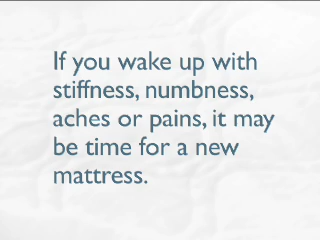 If you wake up with
stiffness, numbness,
aches or pains, it may
be time for a new
mattress.